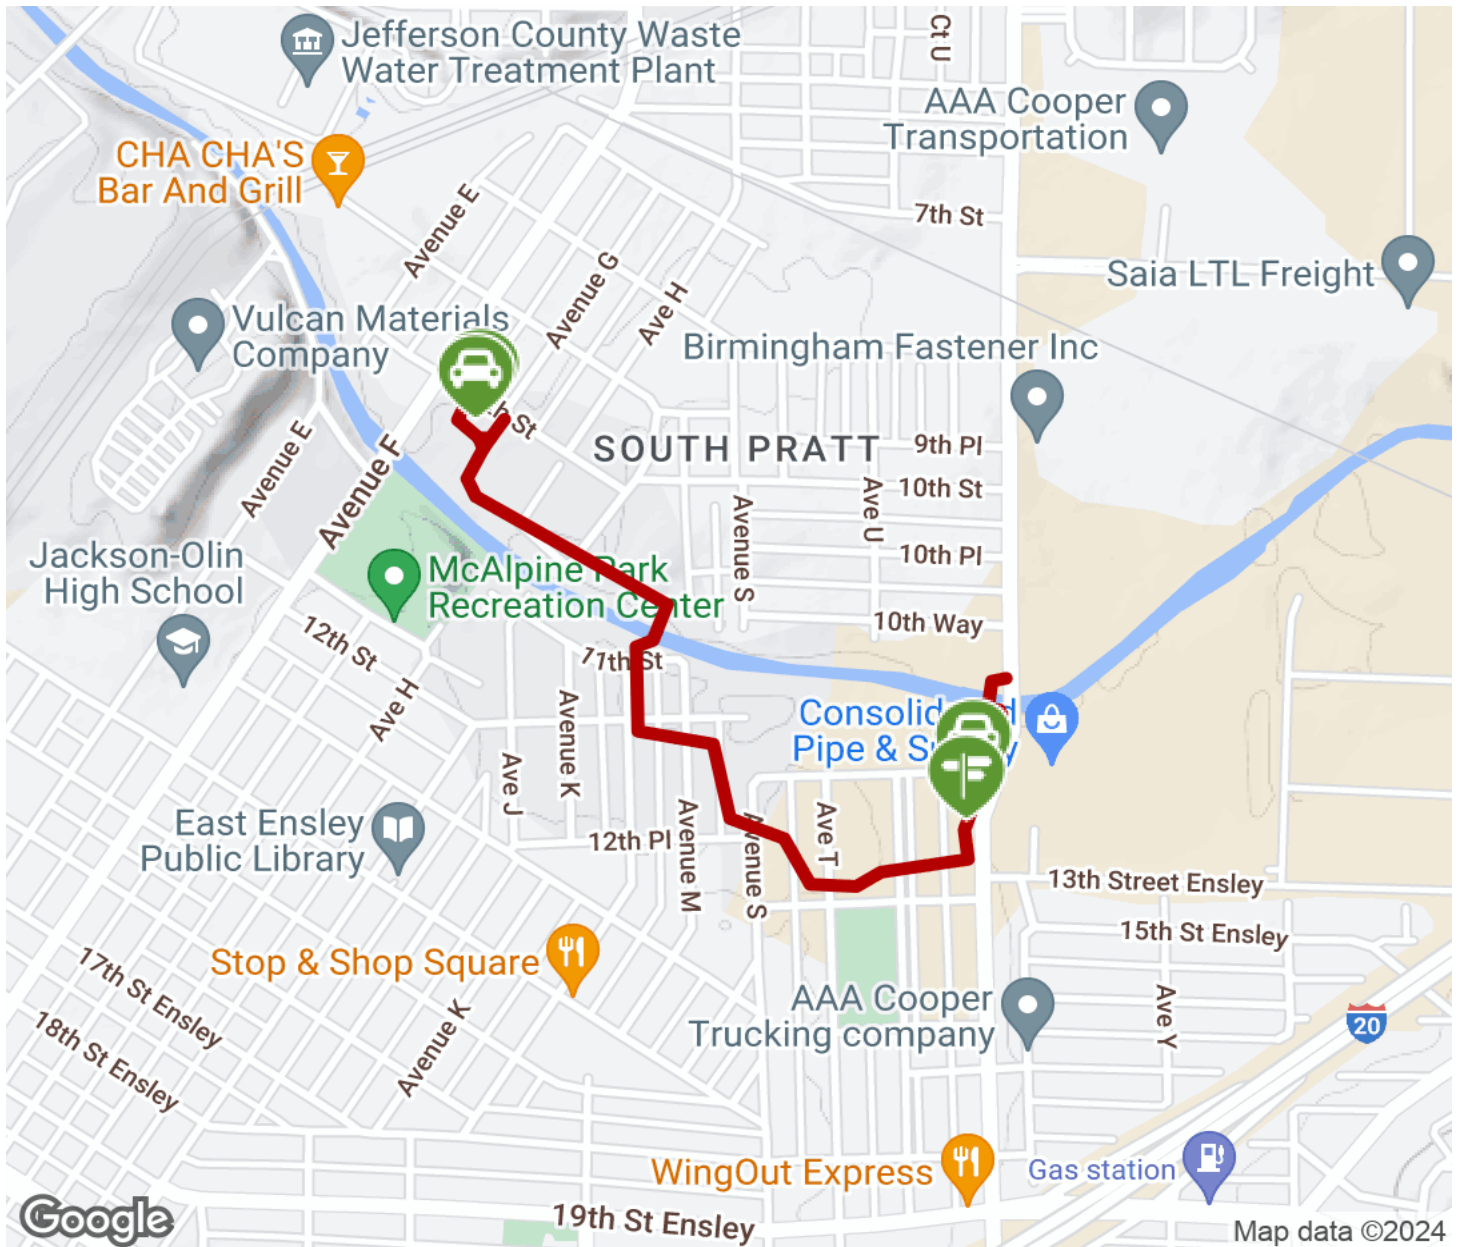 Jefferson County Waste
Water Treatment Plant
Ct U
AAA Cooper
Transportation
CHA CHA'S
Bar And Grill
Avenue E
7th St
Avenue G
Saia LTL Freight
Ave H
Vulcan Materials
Company
Birmingham Fastener Inc
h St
SOUTH PRATT
9th Pl
Avenue E
Avenue F
10th St
Ave U
Avenue S
10th Pl
Jackson-Olin
High School
McAlpine Park
Recreation Center
10th Way
12th St
11th St
Ave H
Avenue K
Consolid d
Pipe & S y
Ave J
East Ensley
Public Library
12th Pl
Avenue M
Avenue S
Ave T
13th Street Ensley
15th St Ensley
Stop & Shop Square
17th St Ensley
18th St Ensley
Avenue K
AAA Cooper
Trucking company
Ave Y
20
WingOut Express
Gas station
19th St Ensley
Google
Map data ©2024